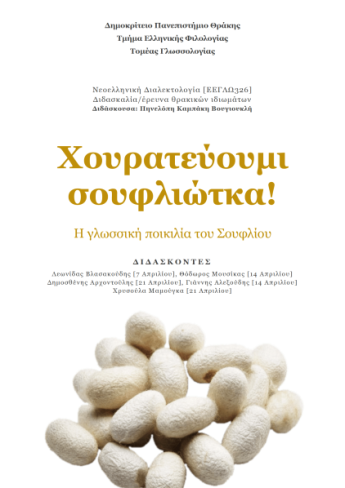 Δημοκρίτειο Πανεπιστήμιο Θράκης
Τμήμα Ελληνικής Φιλολογίας
Τομέας Γλωσσολογίας
Νεοελληνική Διαλεκτολογία [ΕΕΓΛΩ326]
Διδασκαλία/έρευνα θρακικών ιδιωμάτων
Διδάσκουσα: Πηνελόπη Καμπάκη Βουγιουκλή
Χουρατεύουμι
σουφλιώτκα!
Η γλωσσική ποικιλία του Σουφλίου
ΔΙΔΑΣΚΟΝΤΕΣ
Λεωνίδας Βλασακούδης [7 Απριλίου], Θόδωρος Μουσίκας [14 Απριλίου]
Δημοσθένης Αρχοντούλης [21 Απριλίου], Γιάννης Αλεξούδης [14 Απριλίου]
Χρυσούλα Μαρούγκα [21 Απριλίου]